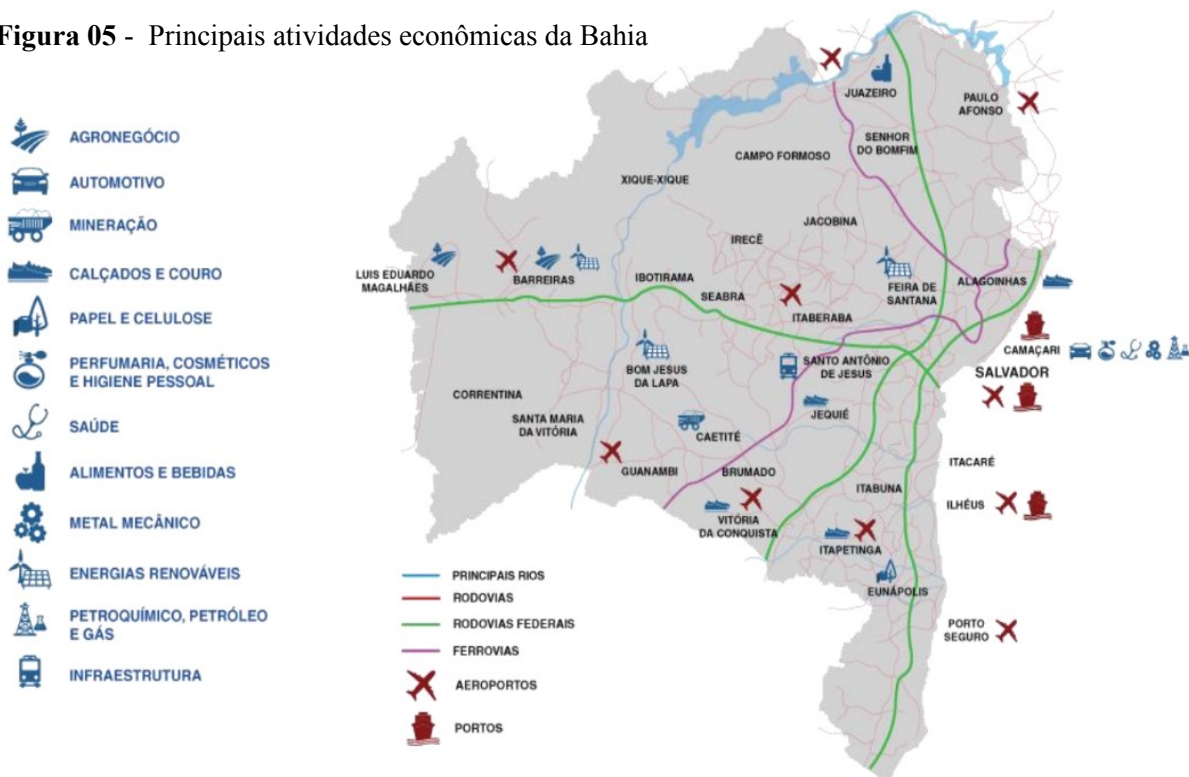 Figura 05 - Principais atividades econômicas da Bahia
AGRONEGÓCIO
AUTOMOTIVO
MINERAÇÃO
CALÇADOS E COURO
PAPEL E CELULOSE
PERFUMARIA, COSMÉTICOS
E HIGIENE PESSOAL
SAÚDE
ALIMENTOS E BEBIDAS
METAL MECÂNICO
ENERGIAS RENOVÁVEIS
PETROQUÍMICO, PETRÓLEO
E GÁS
INFRAESTRUTURA
JUAZEIRO
PAULO
AFONSO
SENHOR
DO BOMFIM
CAMPO FORMOSO
XIQUE-XIQUE
JACOBINA
IRECÊ
LUIS EDUARDO
MAGALHÃES
BARREIRAS
IBOTIRAMA
SEABRA
ITABERABA
FEIRA DE
SANTANA
ALAGOINHAS
CAMAÇARI
SALVADOR
BOM JESUS
DA LAPA
SANTO ANTÔNIO
DE JESUS
CORRENTINA
SANTA MARIA
DA VITÓRIA
JEQUIÉ
CAETITÉ
GUANAMBI
BRUMADO
ITACARÉ
ITABUNA
ILHÉUS
VITÓRIA
DA CONQUISTA
ITAPETINGA
EUNÁPOLIS
PORTO
SEGURO
PRINCIPAIS RIOS
RODOVIAS
RODOVIAS FEDERAIS
FERROVIAS
AEROPORTOS
PORTOS